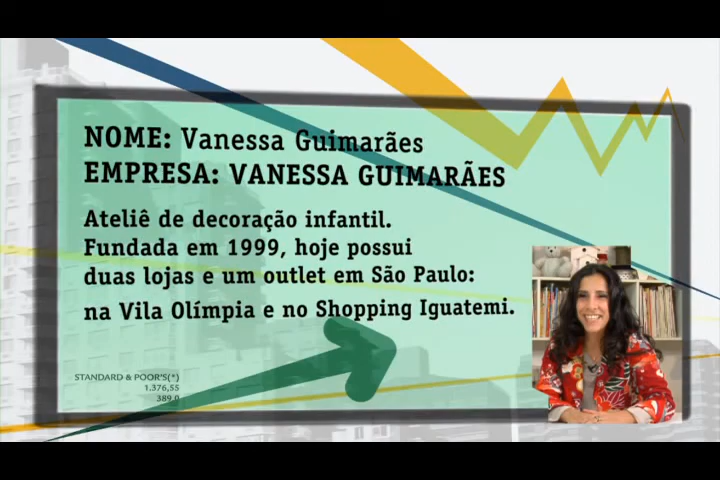 NOME: Vanessa Guimarães
EMPRESA: VANESSA GUIMARÃES
Ateliê de decoração infantil.
Fundada em 1999, hoje possui
duas lojas e um outlet em São Paulo:
na Vila Olímpia e no Shopping Iguatemi.
STANDARD & POOR'S(*)
1.376,55
389.0